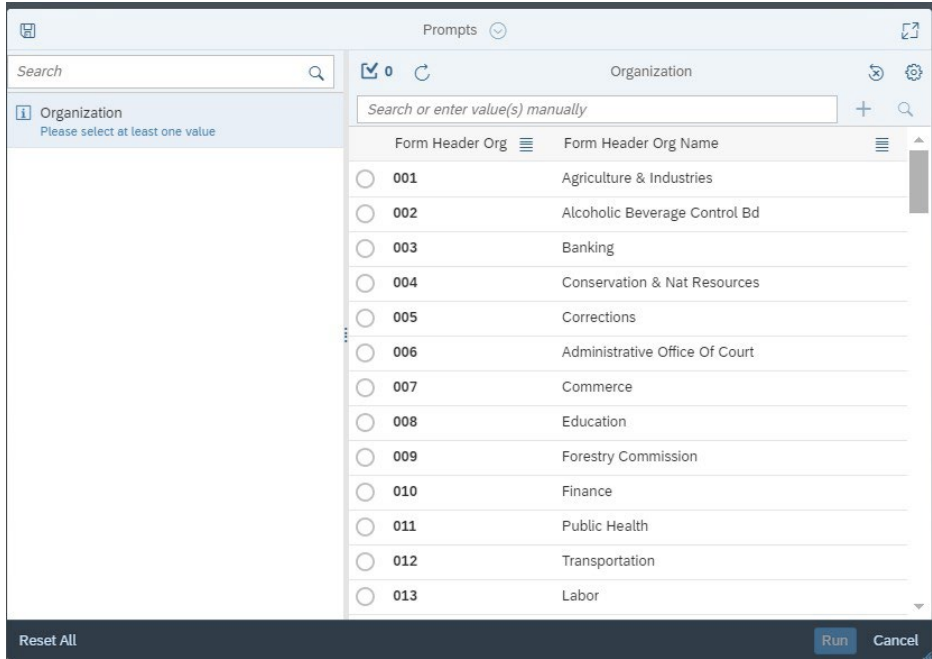 Prompts
Search
0
Organization
Organization
Please select at least one value
Search or enter value(s) manually
Form Header Org Form Header Org Name
001 Agriculture & Industries
002 Alcoholic Beverage Control Bd
003 Banking
004 Conservation & Nat Resources
005 Corrections
006 Administrative Office Of Court
007 Commerce
008 Education
009 Forestry Commission
010 Finance
011 Public Health
012 Transportation
013 Labor
Reset All Run Cancel